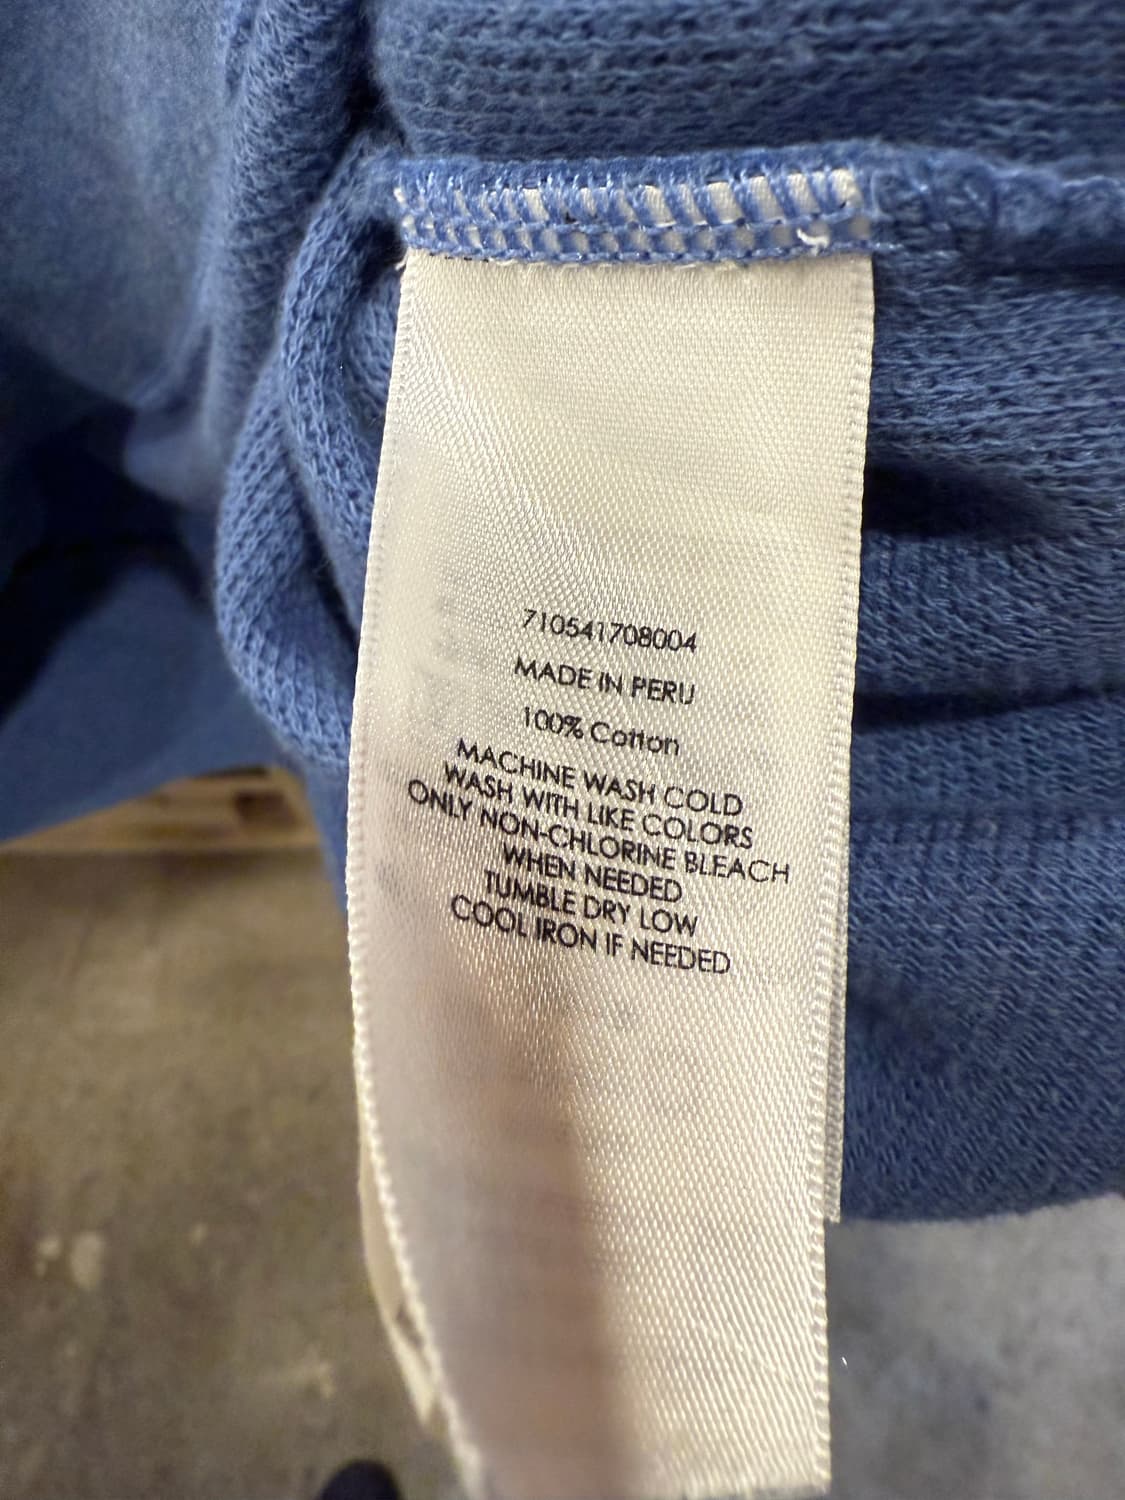 710541708004
MADE IN PERU
100% Cotton
MACHINE WASH COLD
WASH WITH LIKE COLORS
ONLY NON-CHLORINE BLEACH
WHEN NEEDED
TUMBLE DRY LOW
COOL IRON IF NEEDED